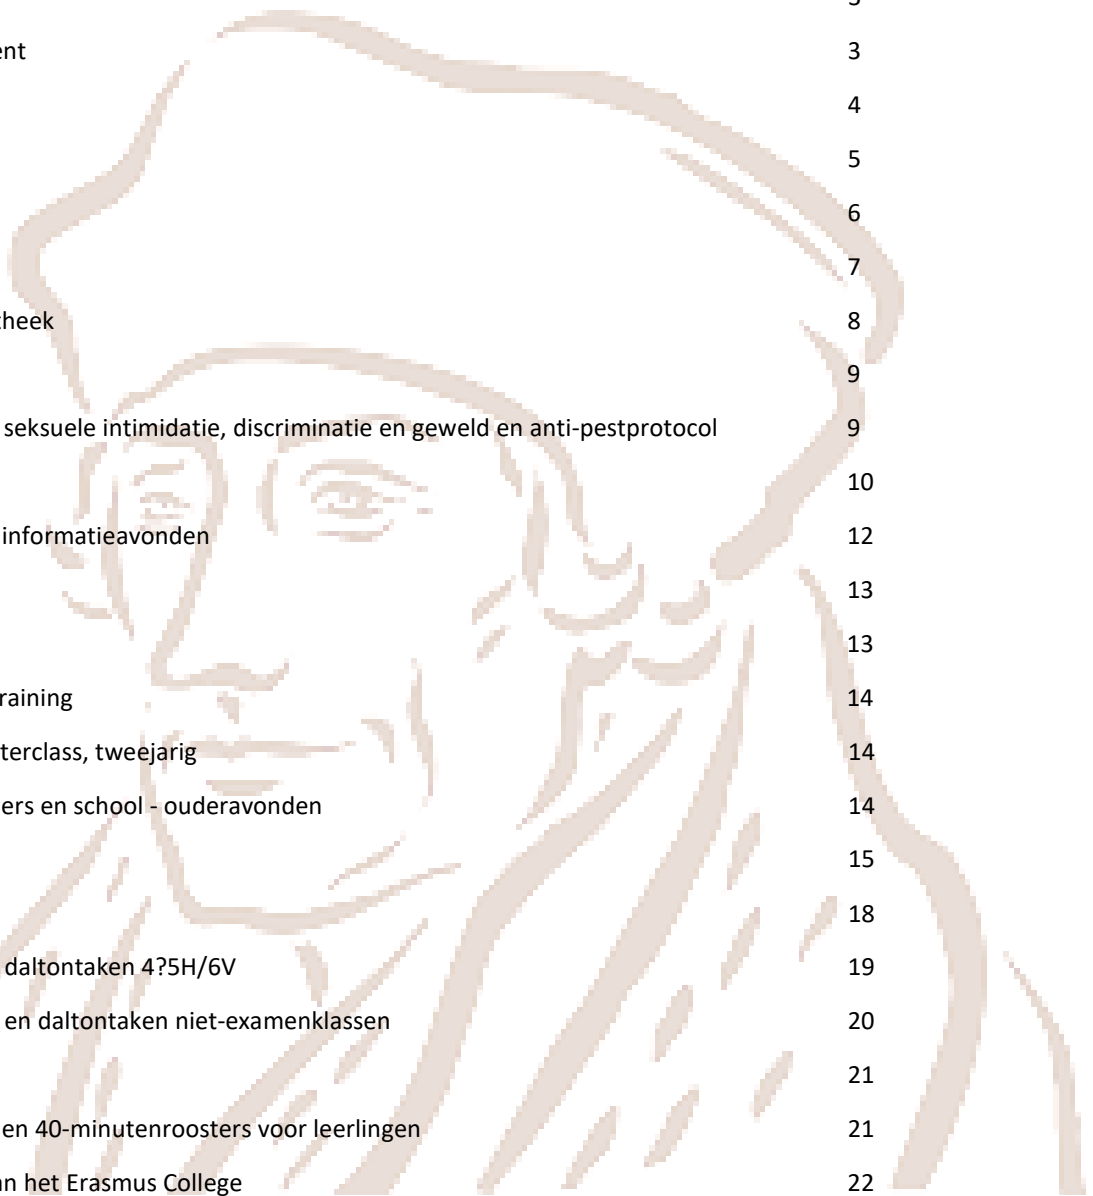 ent 3
4
5
6
7
theek 8
9
seksuele intimidatie, discriminatie en geweld en anti-pestprotocol 9
10
informatieavonden 12
13
13
raining 14
terclass, tweejarig 14
ers en school - ouderavonden 14
15
18
daltontaken 4?5H/6V 19
en daltontaken niet-examenklassen 20
21
en 40-minutenroosters voor leerlingen 21
an het Erasmus College 22